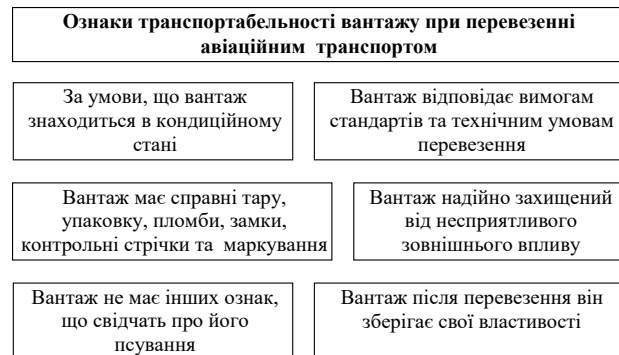 Ознаки транспортабельності вантажу при перевезенні
авіаційним транспортом
За умови, що вантаж
знаходиться в кондиційному
стані
Вантаж відповідає вимогам
стандартів та технічним умовам
перевезення
Вантаж має справні тару,
упаковку, пломби, замки,
контрольні стрічки та маркування
Вантаж надійно захищений
від несприятливого
зовнішнього впливу
Вантаж не має інших ознак,
що свідчать про його
псування
Вантаж після перевезення він
зберігає свої властивості